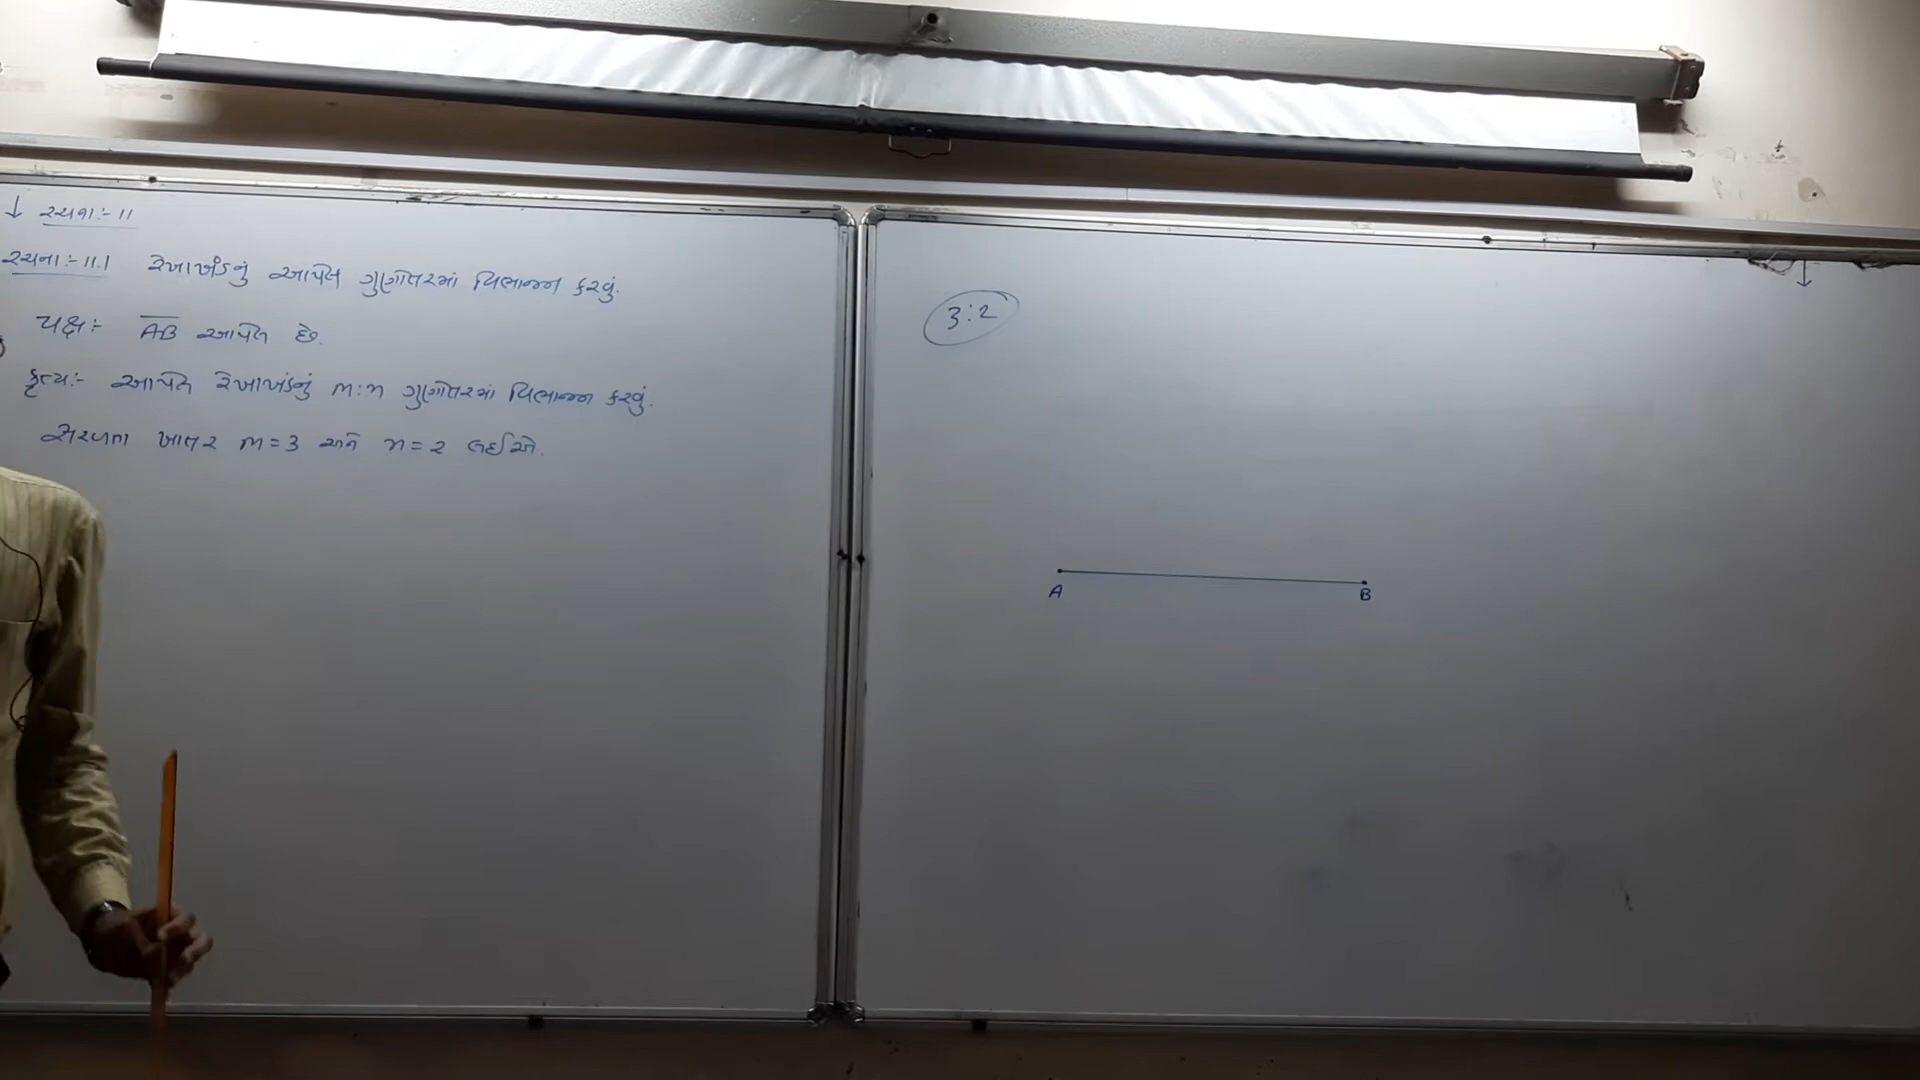 રચના:- 11
રચના:- 11.1 રેખાખંડનું આપેલ ગુણોત્તરમાં વિભાજન કરવું.
પક્ષ:- AB આપેલ છે.
કૃત્ય:- આપેલ રેખાખંડનું m:n ગુણોત્તરમાં વિભાજન કરવું.
સરળતા ખાતર m=3 અને n=2 લઈએ.
3:2
A B